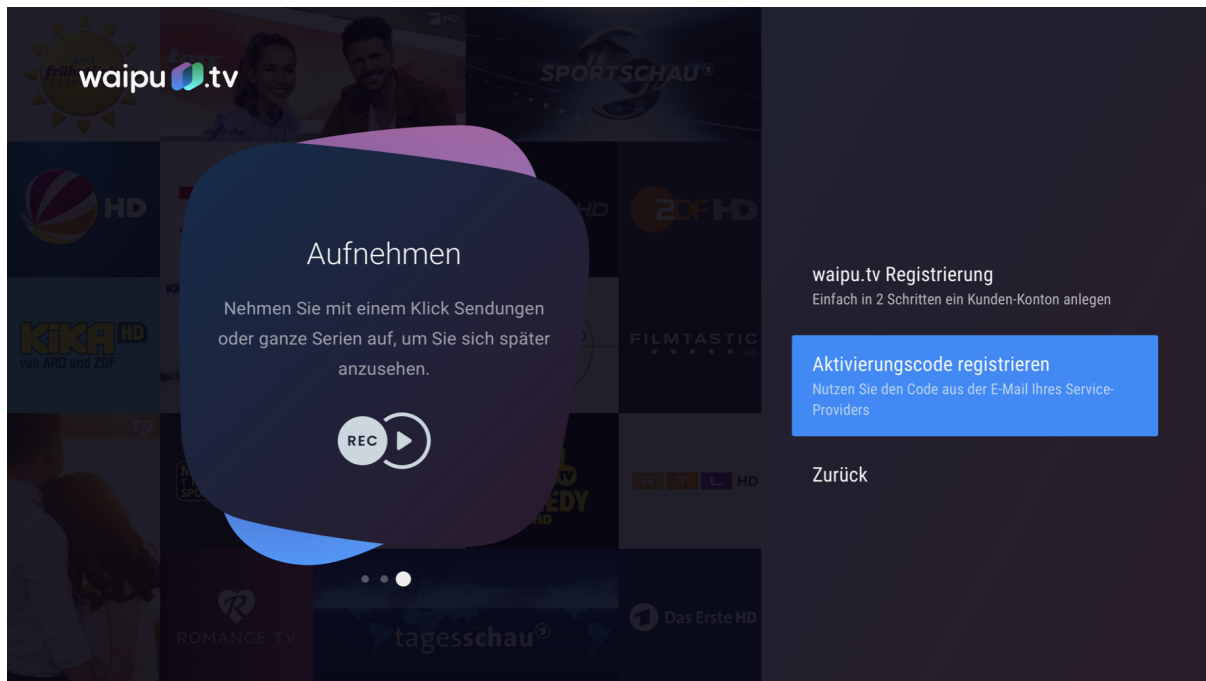 waipu.tv
HD
SPORTSCHAU
HD
HD
ZDF HD
Aufnehmen
Nehmen Sie mit einem Klick Sendungen
oder ganze Serien auf, um Sie sich später
anzusehen.
REC
KiKA HD
von ARD und ZDF
FILMTASTIC
HD
RTL HD
ROMANCE TV
tagesschau
Das Erste HD
waipu.tv Registrierung
Einfach in 2 Schritten ein Kunden-Konton anlegen
Aktivierungscode registrieren
Nutzen Sie den Code aus der E-Mail Ihres Service-
Providers
Zurück